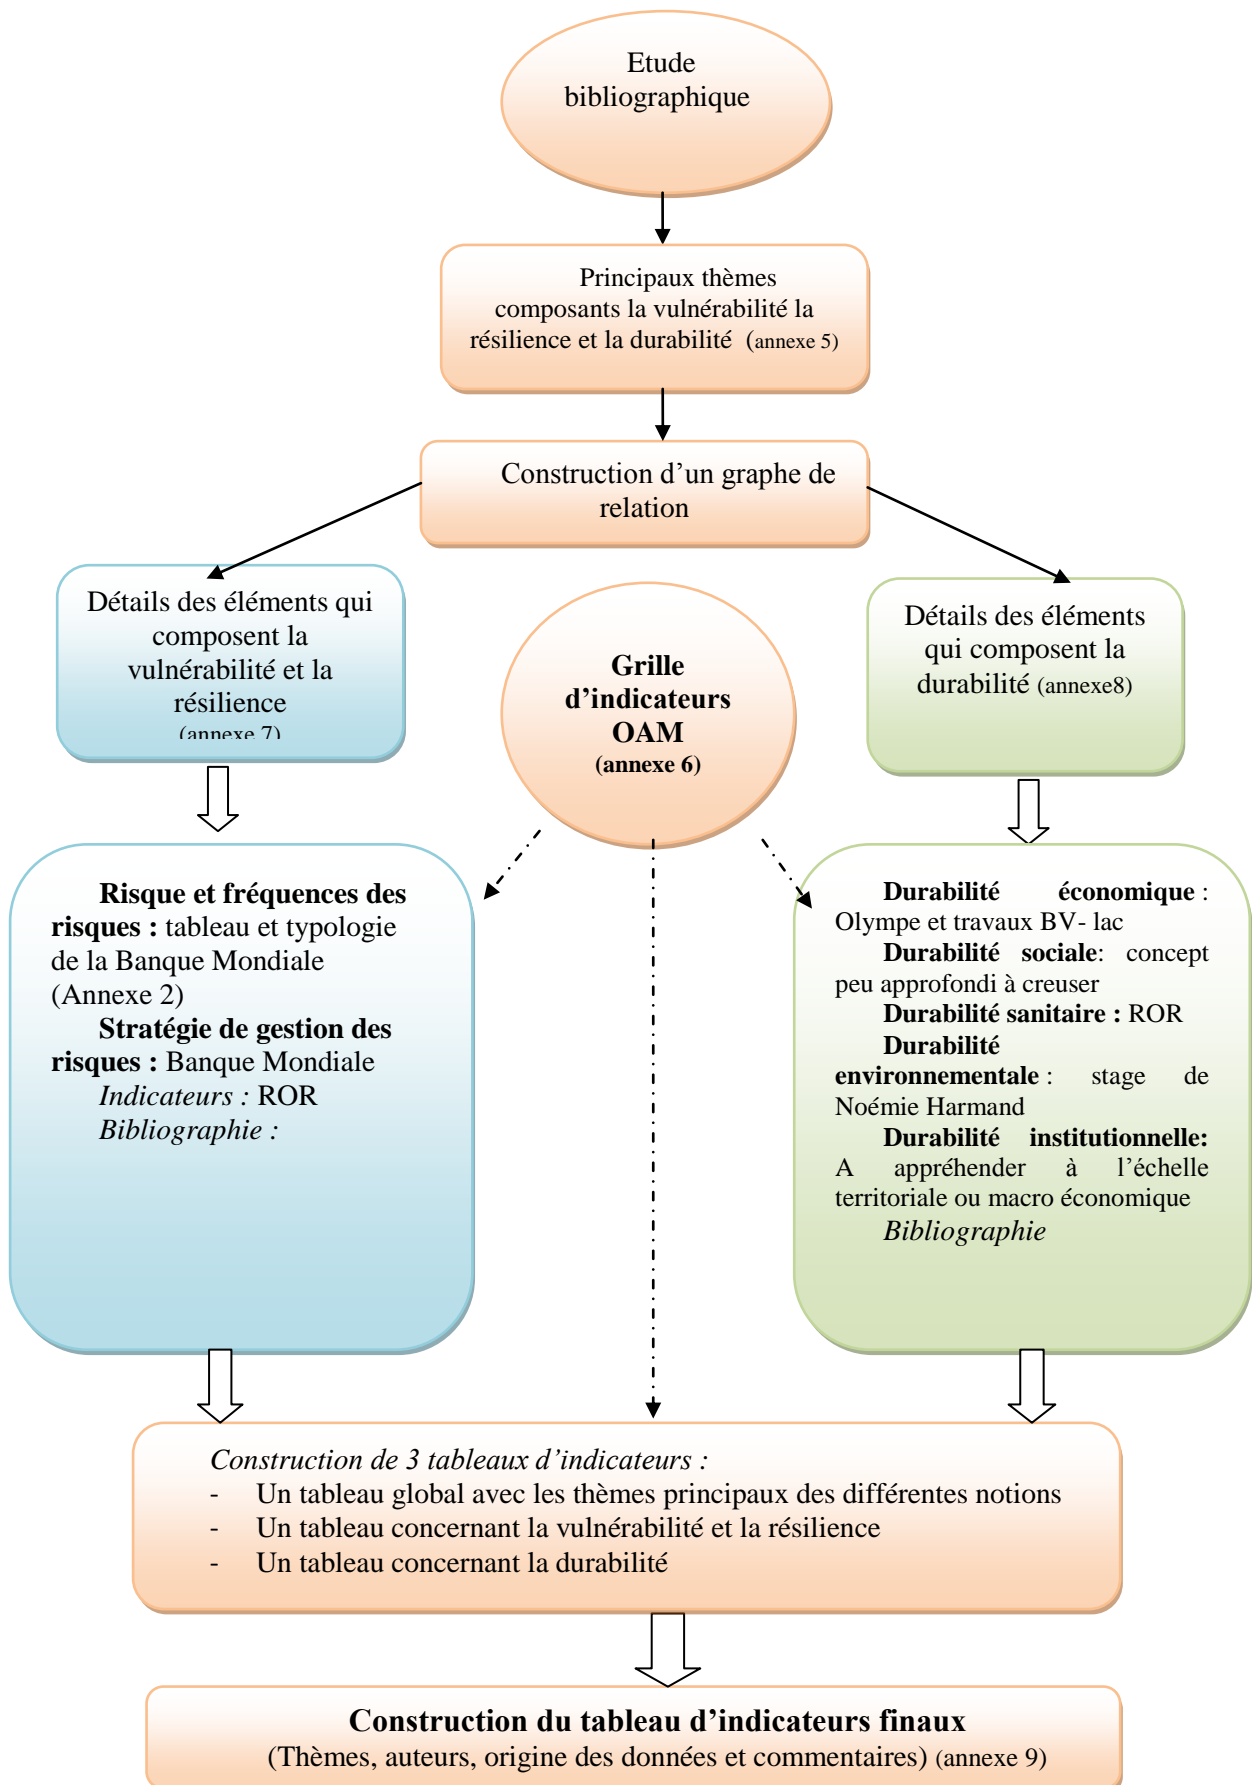 Etude
bibliographique
Principaux thèmes
composants la vulnérabilité la
résilience et la durabilité (annexe 5)
Construction d’un graphe de
relation
Détails des éléments qui
composent la
vulnérabilité et la
résilience
(annexe 7)
Grille
d’indicateurs
OAM
(annexe 6)
Détails des éléments
qui composent la
durabilité (annexe8)
Risque et fréquences des
risques : tableau et typologie
de la Banque Mondiale
(Annexe 2)
Stratégie de gestion des
risques : Banque Mondiale
Indicateurs : ROR
Bibliographie :
Durabilité économique :
Olympe et travaux BV- lac
Durabilité sociale: concept
peu approfondi à creuser
Durabilité sanitaire : ROR
Durabilité
environnementale : stage de
Noémie Harmand
Durabilité institutionnelle:
A appréhender à l’échelle
territoriale ou macro économique
Bibliographie
Construction de 3 tableaux d’indicateurs :
- Un tableau global avec les thèmes principaux des différentes notions
- Un tableau concernant la vulnérabilité et la résilience
- Un tableau concernant la durabilité
Construction du tableau d’indicateurs finaux
(Thèmes, auteurs, origine des données et commentaires) (annexe 9)